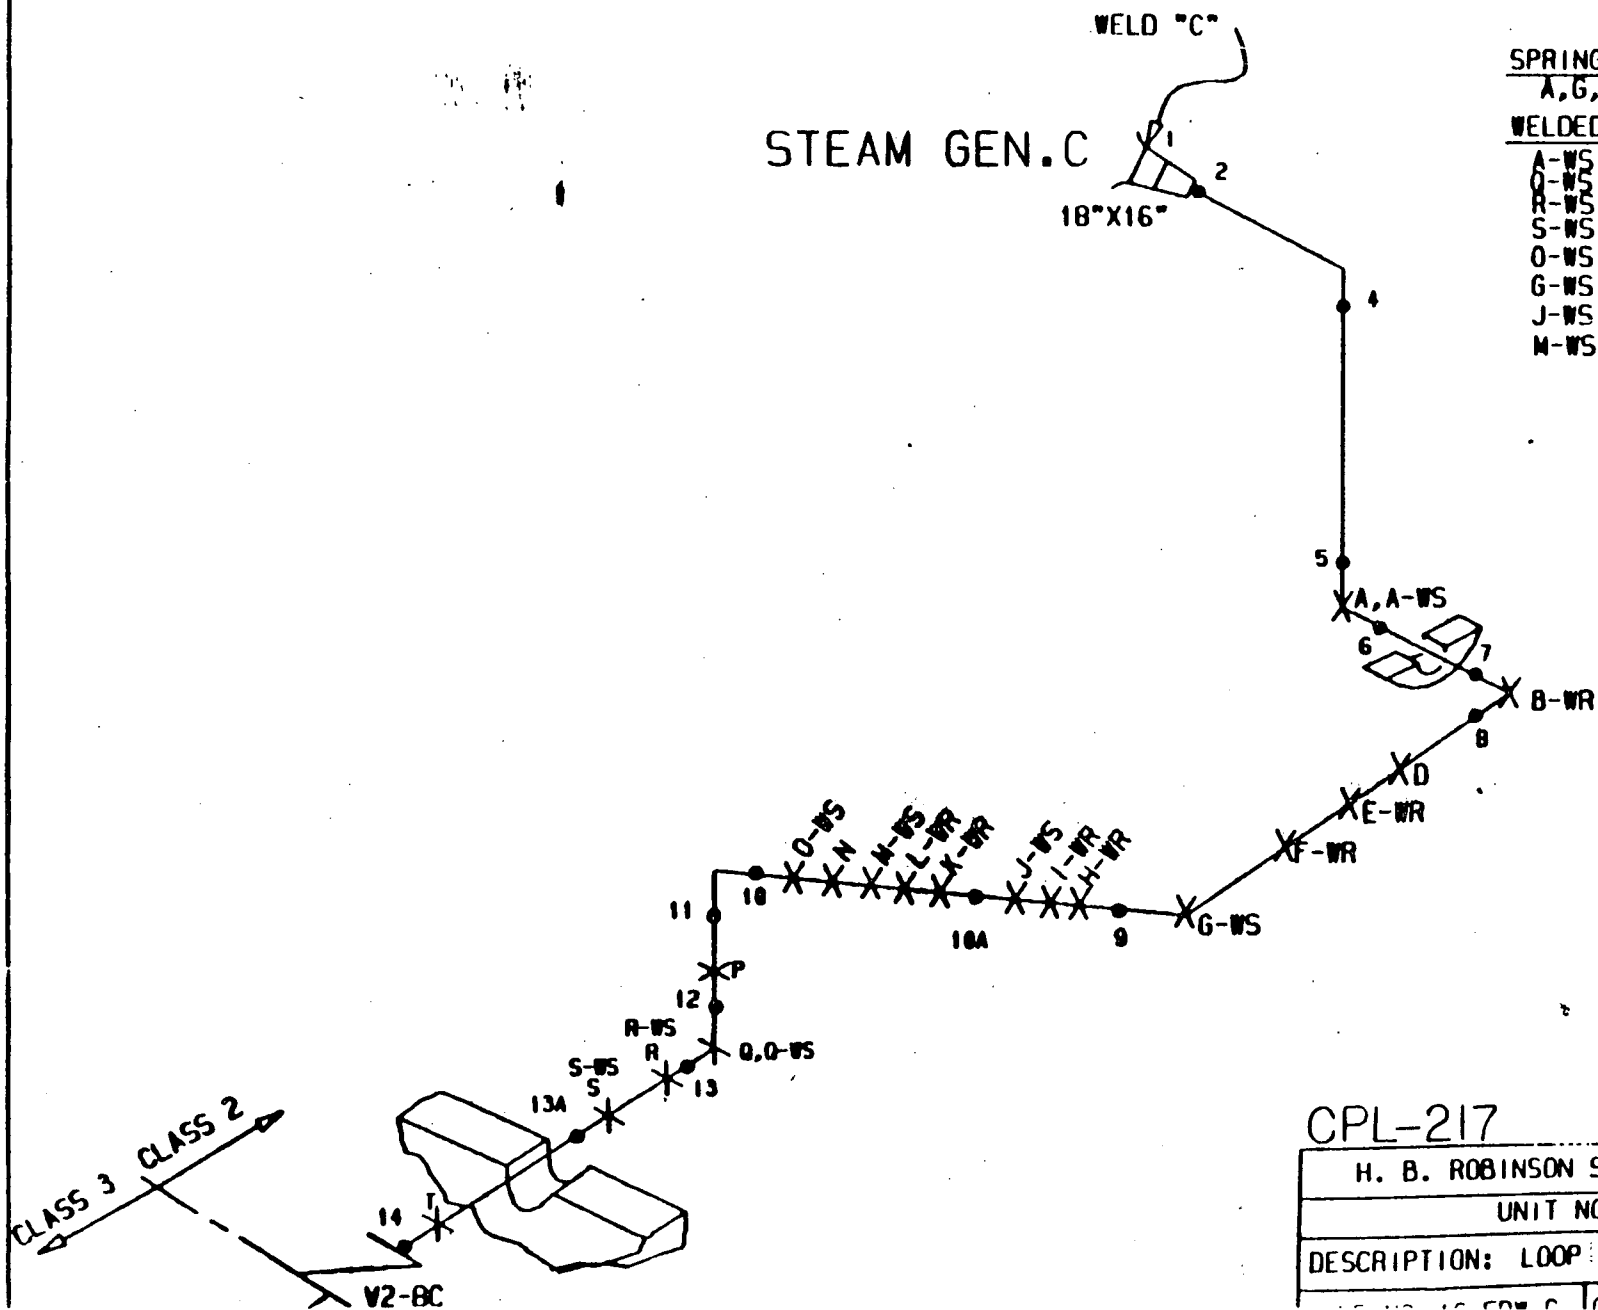 WELD "C"
SPRING
A,G,
WELDED
A-WS
Q-WS
R-WS
S-WS
O-WS
G-WS
J-WS
M-WS
STEAM GEN.C
1
2
18"X16"
4
5
A,A-WS
6
7
B-WR
8
D
E-WR
F-WR
G-WS
O-WS
N
M-WS
L-WR
K-WR
J-WS
I-WR
H-WR
10
10A
9
11
P
12
R-WS
R
Q,Q-WS
S-WS
S
13
13A
CLASS 3 CLASS 2
14
T
V2-8C
CPL-217
H. B. ROBINSON S
UNIT NO
DESCRIPTION: LOOP